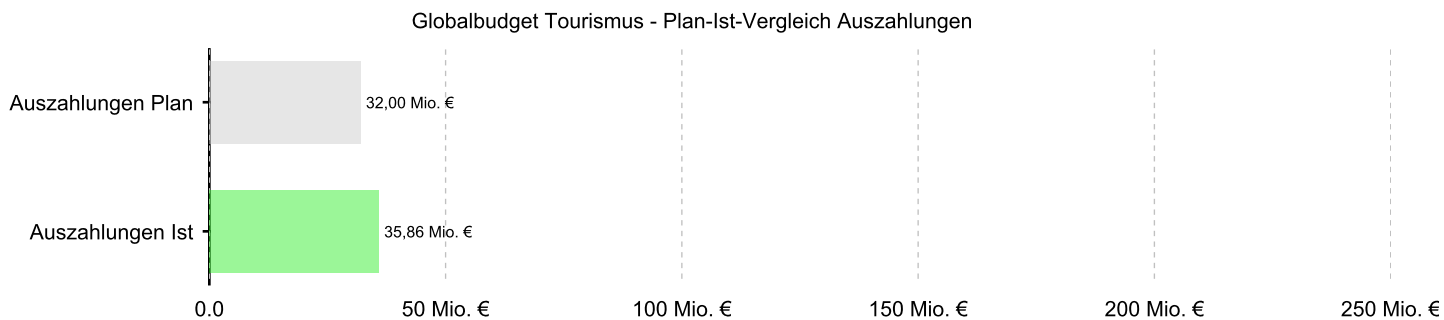 Globalbudget Tourismus - Plan-Ist-Vergleich Auszahlungen
Auszahlungen Plan
32,00 Mio. €
Auszahlungen Ist
35,86 Mio. €
0.0 50 Mio. € 100 Mio. € 150 Mio. € 200 Mio. € 250 Mio. €